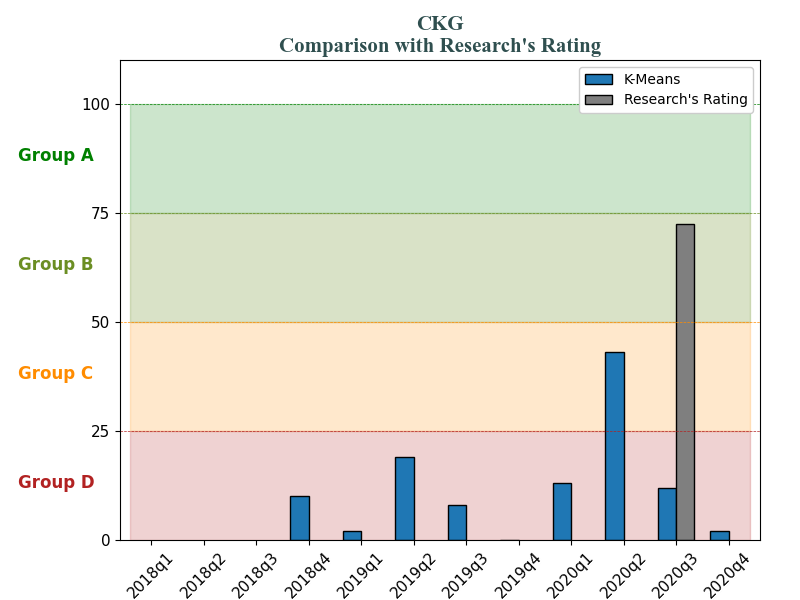 CKG
Comparison with Research's Rating
K-Means
Research's Rating
100
Group A
75
Group B
50
Group C
25
Group D
0
2018q1
2018q2
2018q3
2018q4
2019q1
2019q2
2019q3
2019q4
2020q1
2020q2
2020q3
2020q4